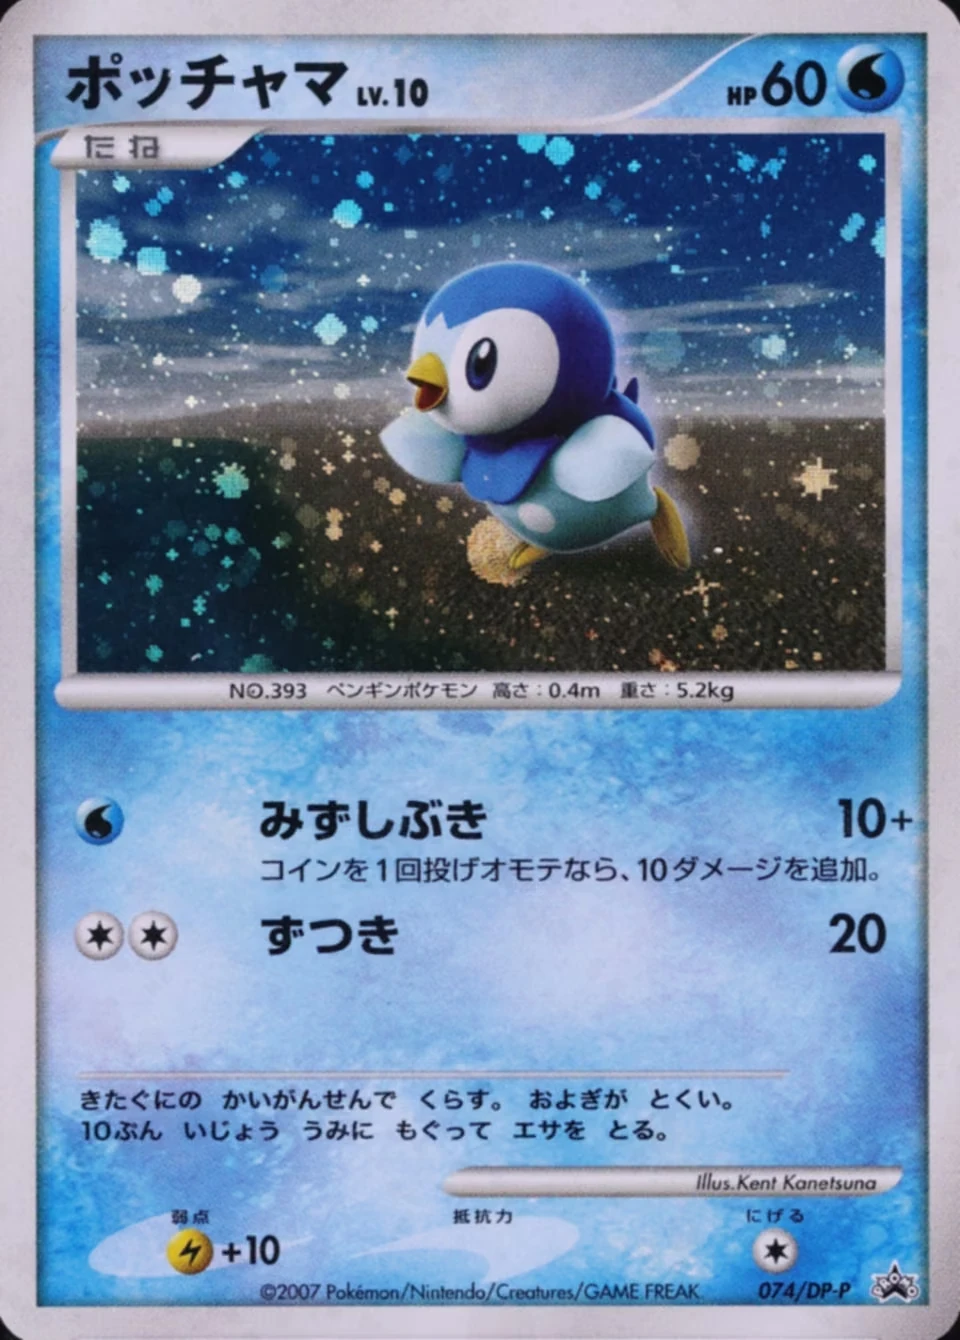 ポッチャマ LV.10 HP 60
たね
NO.393 ペンギンポケモン 高さ：0.4m 重さ：5.2kg
みずしぶき 10+
コインを1回投げオモテなら、10ダメージを追加。
ずつき 20
きたぐにの かいがんせんで くらす。 およぎが とくい。
10ぷん いじょう うみに もぐって エサを とる。
Illus.Kent Kanetsuna
弱点 抵抗力 にげる
+10
©2007 Pokémon/Nintendo/Creatures/GAME FREAK.
074/DP-P PROMO